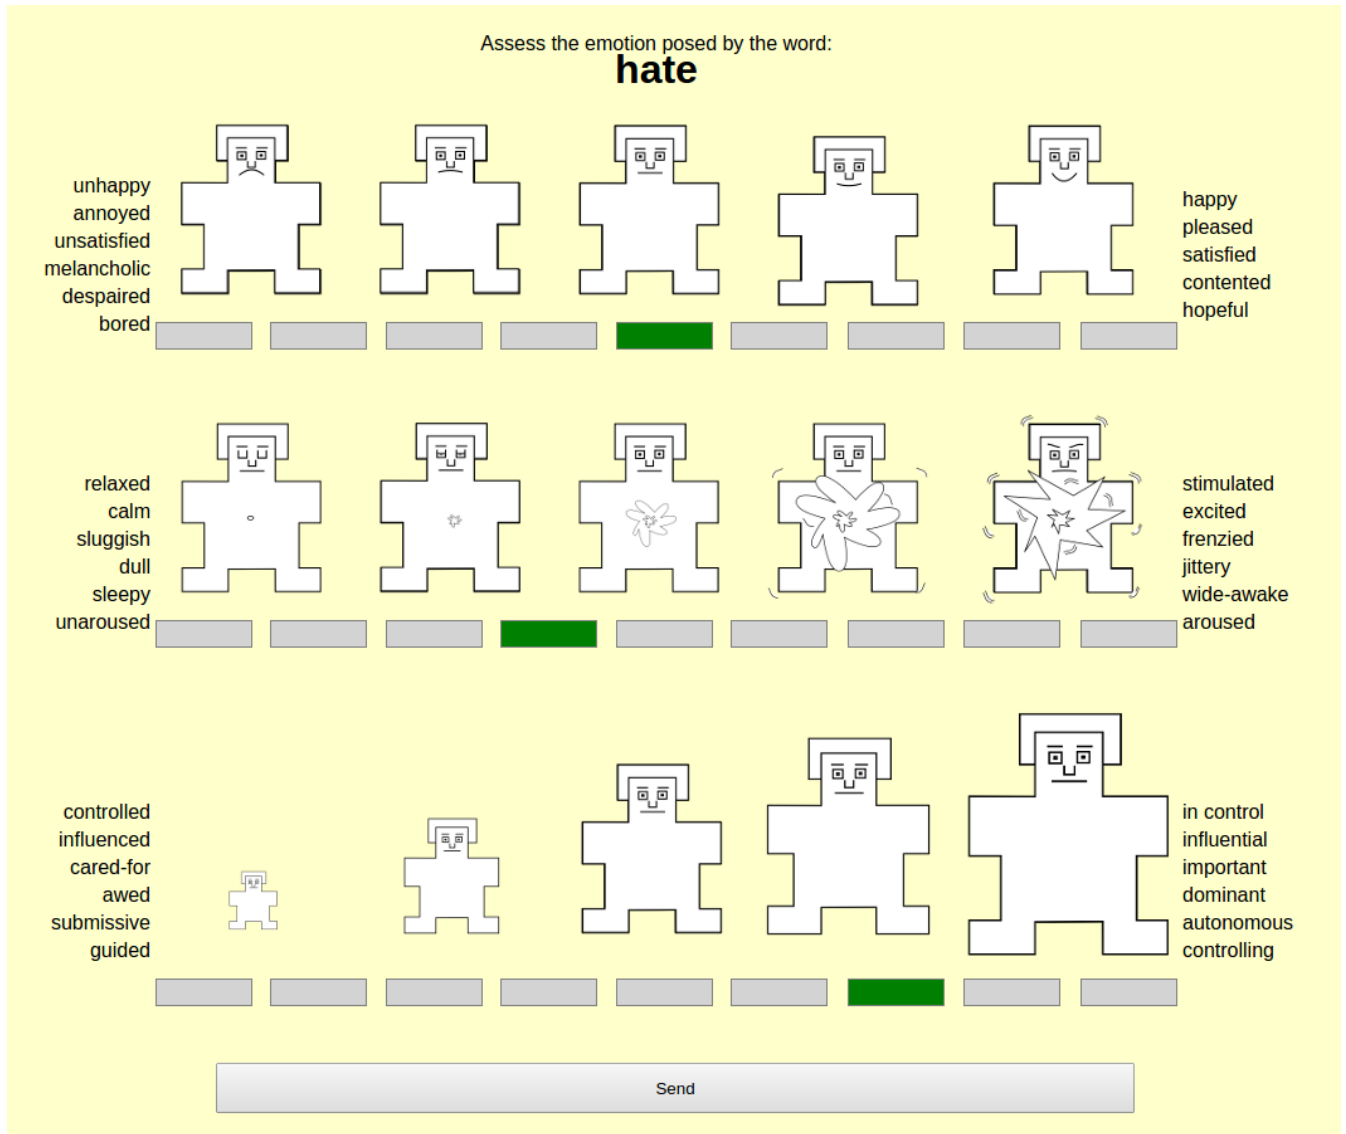 Assess the emotion posed by the word:
hate
unhappy
annoyed
unsatisfied
melancholic
despaired
bored
happy
pleased
satisfied
contented
hopeful
relaxed
calm
sluggish
dull
sleepy
unaroused
stimulated
excited
frenzied
jittery
wide-awake
aroused
controlled
influenced
cared-for
awed
submissive
guided
in control
influential
important
dominant
autonomous
controlling
Send